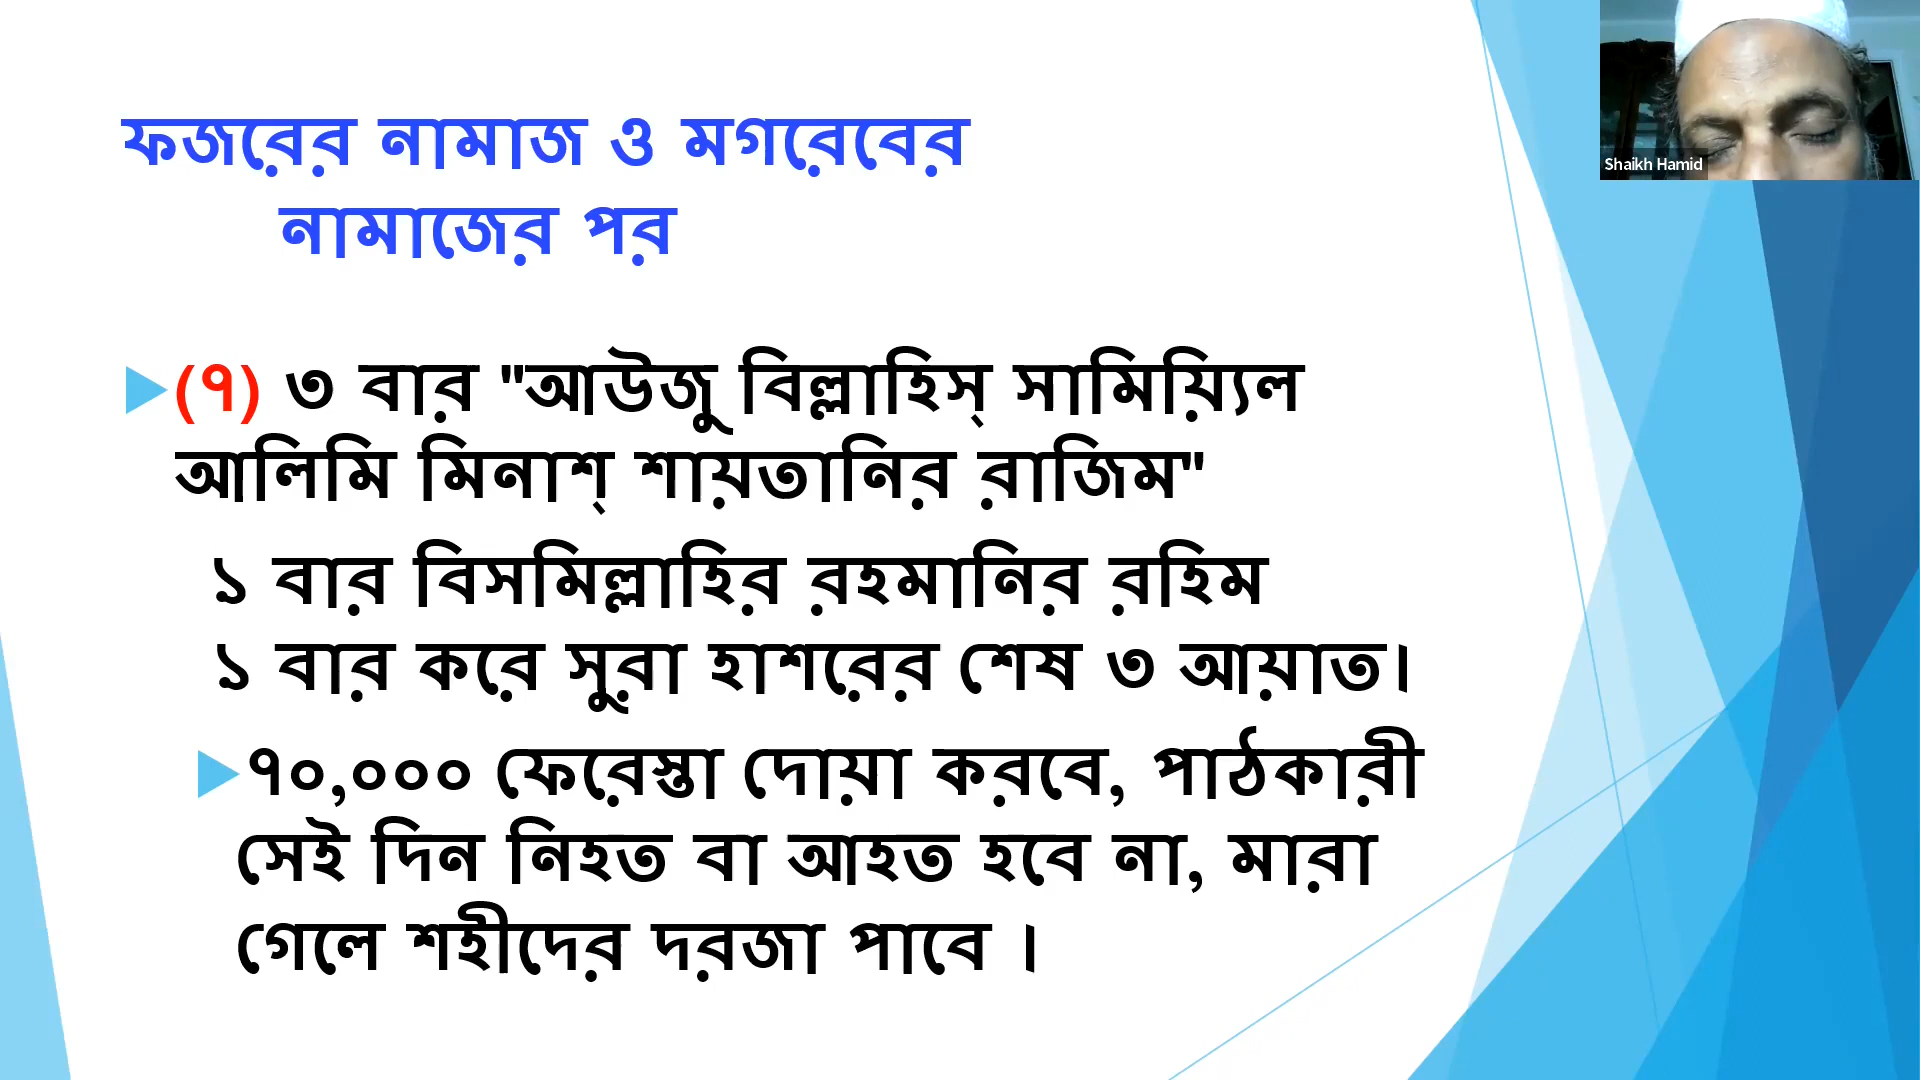 ফজরের নামাজ ও মগরেবের
নামাজের পর
(৭) ৩ বার "আউজু বিল্লাহিস্ সামিয়্যিল
আলিমি মিনাশ্ শায়তানির রাজিম"
১ বার বিসমিল্লাহির রহমানির রহিম
১ বার করে সুরা হাশরের শেষ ৩ আয়াত।
৭০,০০০ ফেরেস্তা দোয়া করবে, পাঠকারী
সেই দিন নিহত বা আহত হবে না, মারা
গেলে শহীদের দরজা পাবে ।
Shaikh Hamid